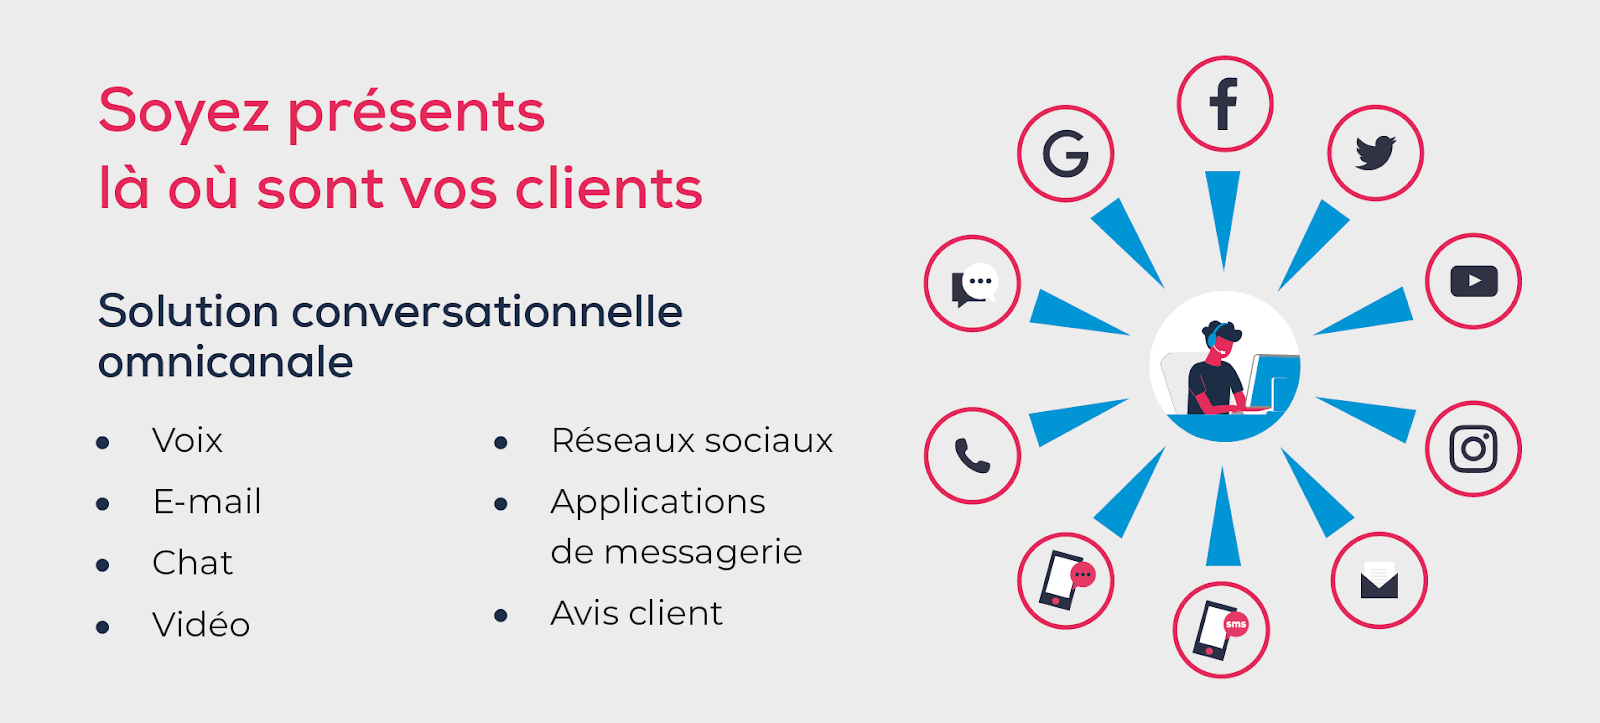 Soyez présents
là où sont vos clients
Solution conversationnelle
omnicanale
• Voix
• E-mail
• Chat
• Vidéo
• Réseaux sociaux
• Applications
de messagerie
• Avis client
sms